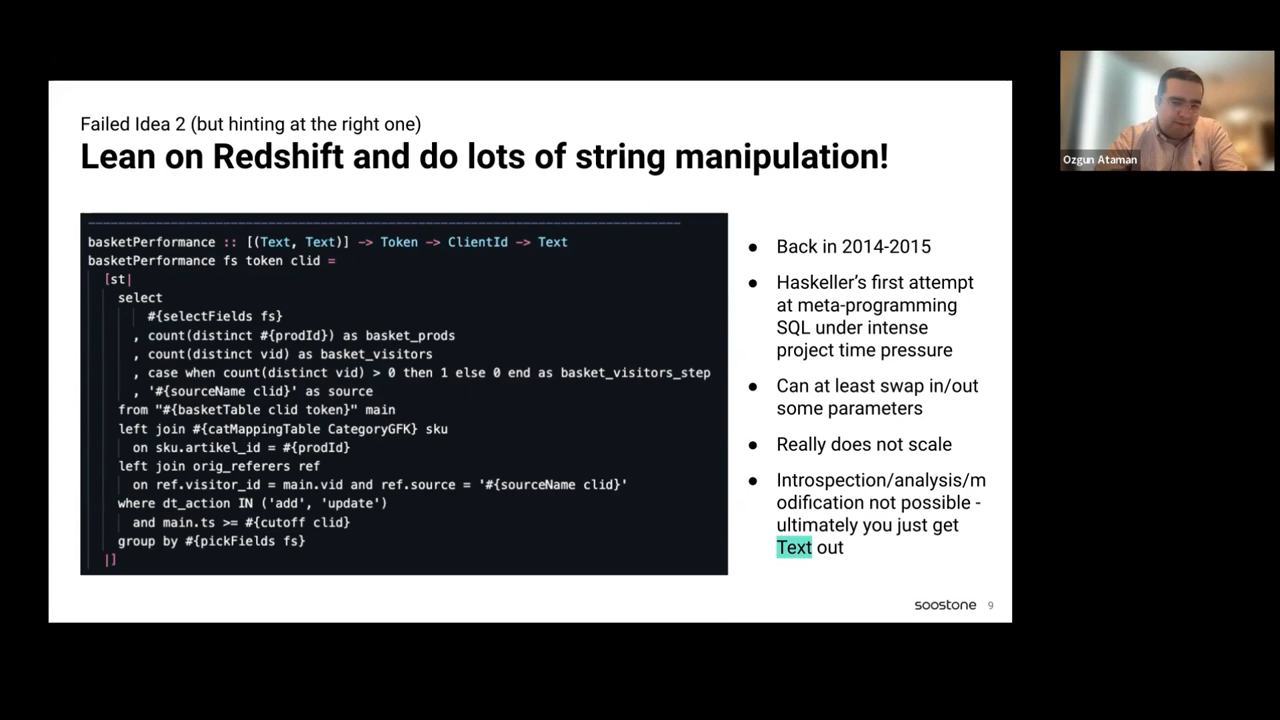 Failed Idea 2 (but hinting at the right one)
Lean on Redshift and do lots of string manipulation!
basketPerformance :: [(Text, Text)] -> Token -> ClientId -> Text
basketPerformance fs token clid =
[st|
select
#{selectFields fs}
, count(distinct #{prodId}) as basket_prods
, count(distinct vid) as basket_visitors
, case when count(distinct vid) > 0 then 1 else 0 end as basket_visitors_step
, '#{sourceName clid}' as source
from "#{basketTable clid token}" main
left join #{catMappingTable CategoryGFK} sku
on sku.artikel_id = #{prodId}
left join orig_referers ref
on ref.visitor_id = main.vid and ref.source = '#{sourceName clid}'
where dt_action IN ('add', 'update')
and main.ts >= #{cutoff clid}
group by #{pickFields fs}
|]
● Back in 2014-2015
● Haskeller’s first attempt
at meta-programming
SQL under intense
project time pressure
● Can at least swap in/out
some parameters
● Really does not scale
● Introspection/analysis/m
odification not possible -
ultimately you just get
Text out
soostone 9
Ozgun Ataman